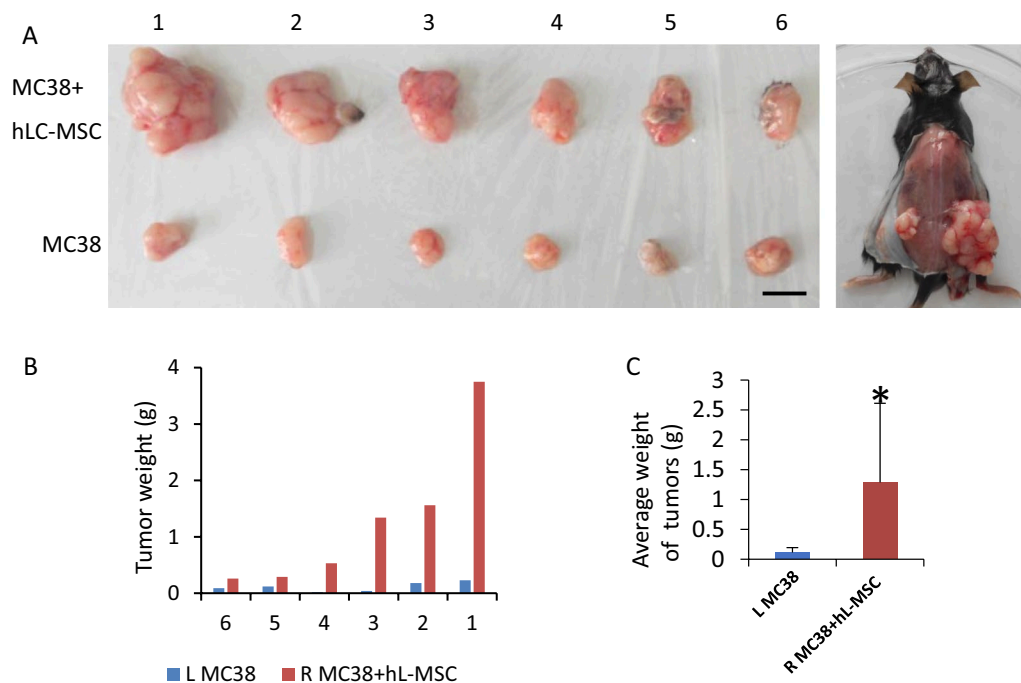 A
1 2 3 4 5 6
MC38+
hLC-MSC
MC38
B
Tumor weight (g)
4
3
2
1
0
6 5 4 3 2 1
L MC38 R MC38+hL-MSC
C
Average weight
of tumors (g)
3
2.5
2
1.5
1
0.5
0
*
L MC38
R MC38+hL-MSC